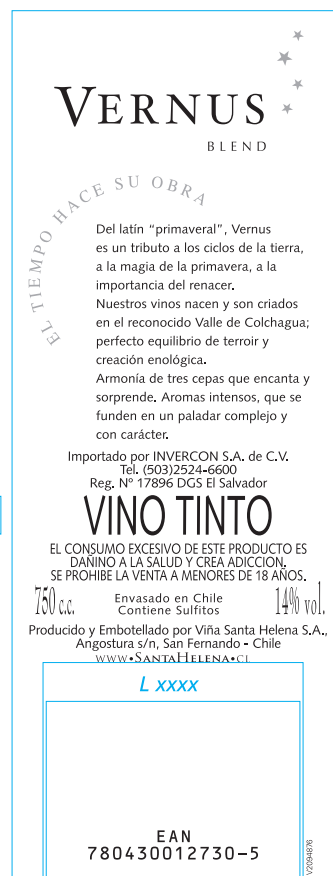 VERNUS
BLEND
EL TIEMPO HACE SU OBRA
Del latín “primaveral”, Vernus
es un tributo a los ciclos de la tierra,
a la magia de la primavera, a la
importancia del renacer.
Nuestros vinos nacen y son criados
en el reconocido Valle de Colchagua;
perfecto equilibrio de terroir y
creación enológica.
Armonía de tres cepas que encanta y
sorprende. Aromas intensos, que se
funden en un paladar complejo y
con carácter.
Importado por INVERCON S.A. de C.V.
Tel. (503)2524-6600
Reg. Nº 17896 DGS El Salvador
VINO TINTO
EL CONSUMO EXCESIVO DE ESTE PRODUCTO ES
DAÑINO A LA SALUD Y CREA ADICCION.
SE PROHIBE LA VENTA A MENORES DE 18 AÑOS.
750 c.c. Envasado en Chile 14% vol.
Contiene Sulfitos
Producido y Embotellado por Viña Santa Helena S.A.,
Angostura s/n, San Fernando - Chile
WWW•SANTAHELENA•CL
L xxxx
EAN
780430012730-5
V2094876